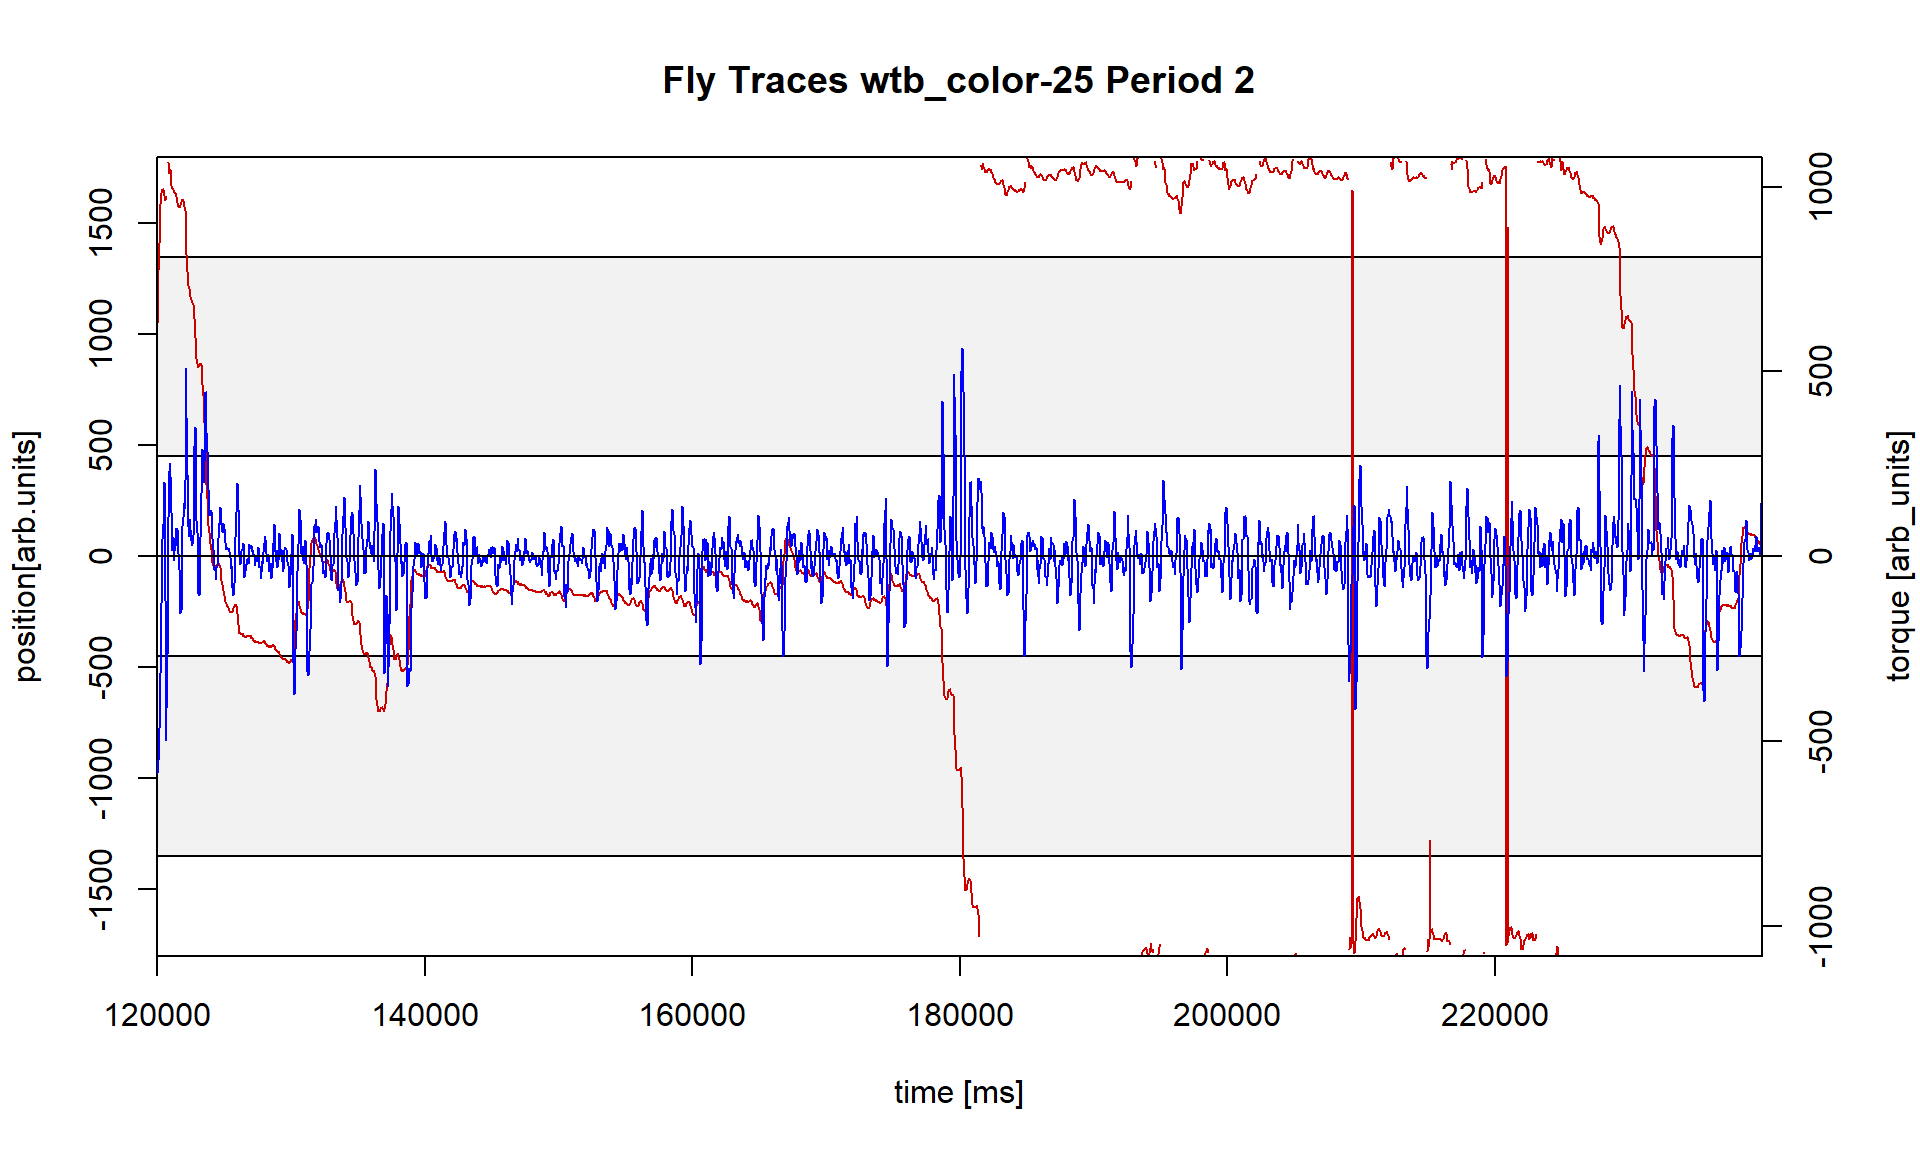 Fly Traces wtb_color-25 Period 2
position[arb.units]
1500
1000
500
0
-500
-1000
-1500
1000
500
0
-500
-1000
torque [arb_units]
120000 140000 160000 180000 200000 220000
time [ms]